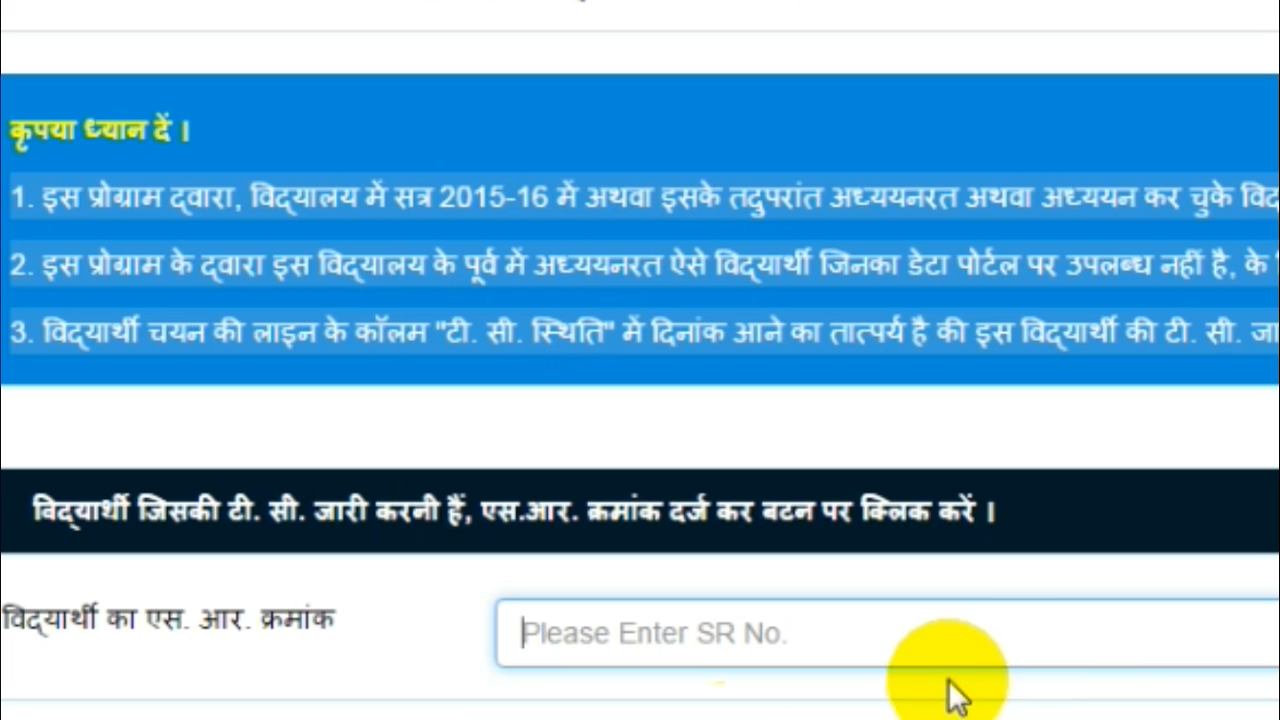 कृपया ध्यान दें ।
1. इस प्रोग्राम द्वारा, विद्यालय में सत्र 2015-16 में अथवा इसके तदुपरांत अध्ययनरत अथवा अध्ययन कर चुके
2. इस प्रोग्राम के द्वारा इस विद्यालय के पूर्व में अध्ययनरत ऐसे विद्यार्थी जिनका डेटा पोर्टल पर उपलब्ध नहीं है, के
3. विद्यार्थी चयन की लाइन के कॉलम "टी. सी. स्थिति" में दिनांक आने का तात्पर्य है की इस विद्यार्थी की टी. सी.
विद्यार्थी जिसकी टी. सी. जारी करनी हैं, एस.आर. क्रमांक दर्ज कर बटन पर क्लिक करें ।
विद्यार्थी का एस. आर. क्रमांक
Please Enter SR No.